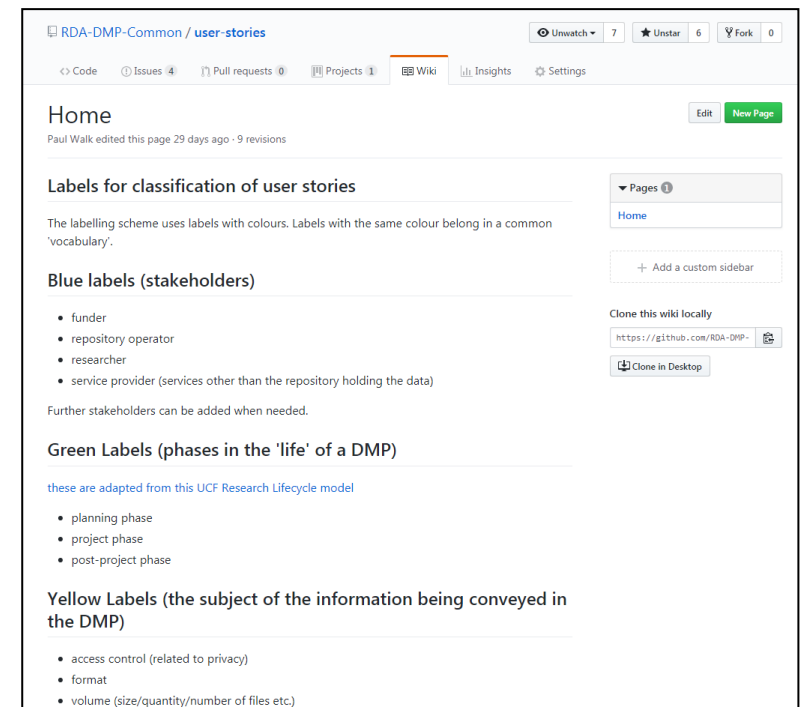 RDA-DMP-Common / user-stories
Unwatch 7 Unstar 6 Fork 0
Code Issues 4 Pull requests 0 Projects 1 Wiki Insights Settings
Home
Edit New Page
Paul Walk edited this page 29 days ago · 9 revisions
Labels for classification of user stories
The labelling scheme uses labels with colours. Labels with the same colour belong in a common
'vocabulary'.
Blue labels (stakeholders)
• funder
• repository operator
• researcher
• service provider (services other than the repository holding the data)
Further stakeholders can be added when needed.
Green Labels (phases in the 'life' of a DMP)
these are adapted from this UCF Research Lifecycle model
• planning phase
• project phase
• post-project phase
Yellow Labels (the subject of the information being conveyed in
the DMP)
• access control (related to privacy)
• format
• volume (size/quantity/number of files etc.)
Pages 1
Home
+ Add a custom sidebar
Clone this wiki locally
https://github.com/RDA-DMP-
Clone in Desktop